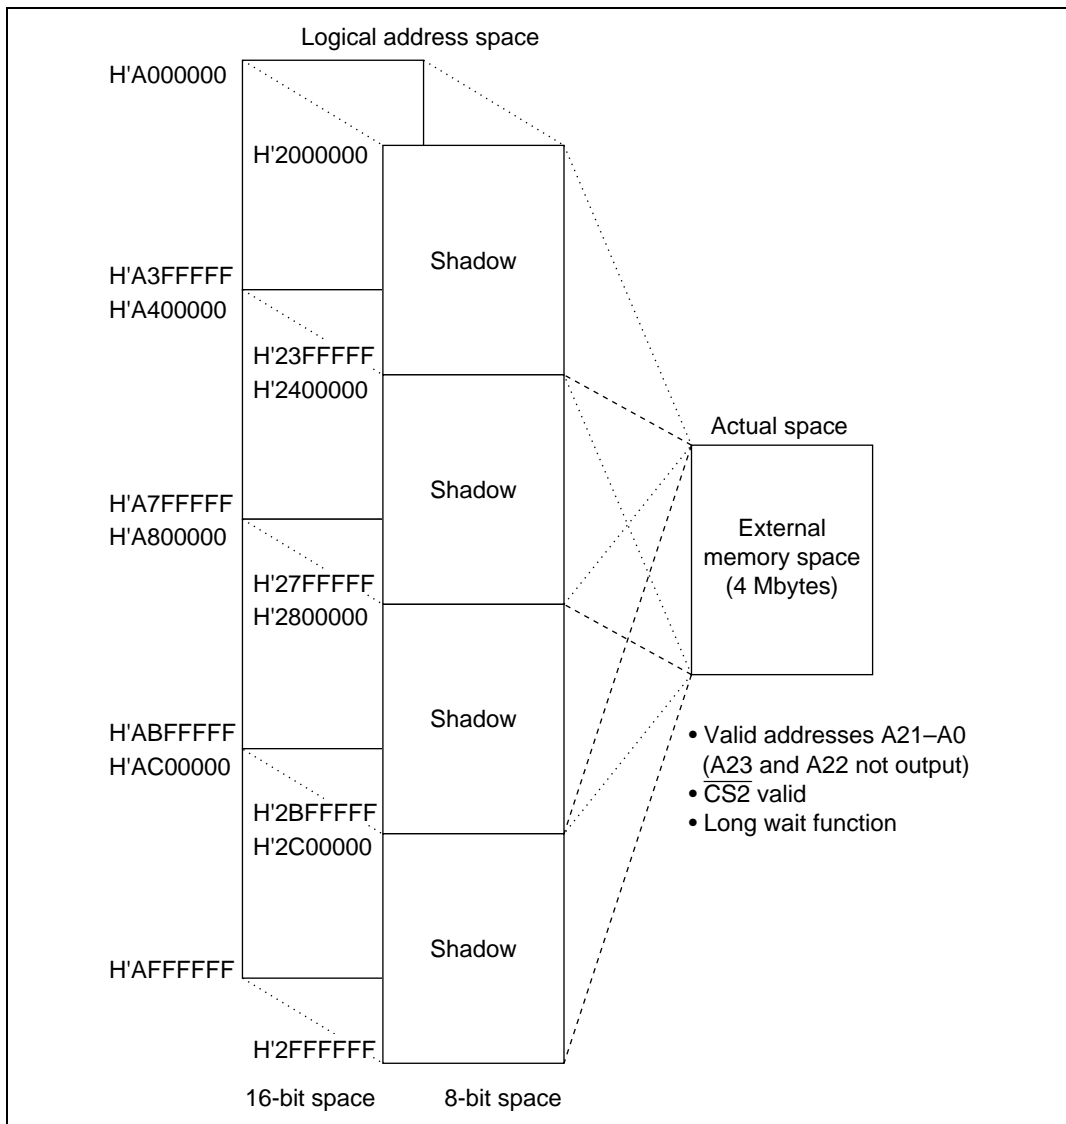 Logical address space
H'A000000
H'2000000
Shadow
H'A3FFFFF
H'A400000
H'23FFFFF
H'2400000
Actual space
Shadow
H'A7FFFFF
H'A800000
External
memory space
(4 Mbytes)
H'27FFFFF
H'2800000
Shadow
H'ABFFFFF
H'AC00000
• Valid addresses A21–A0
(A23 and A22 not output)
• C̅S̅2̅ valid
• Long wait function
H'2BFFFFF
H'2C00000
Shadow
H'AFFFFFF
H'2FFFFFF
16-bit space
8-bit space